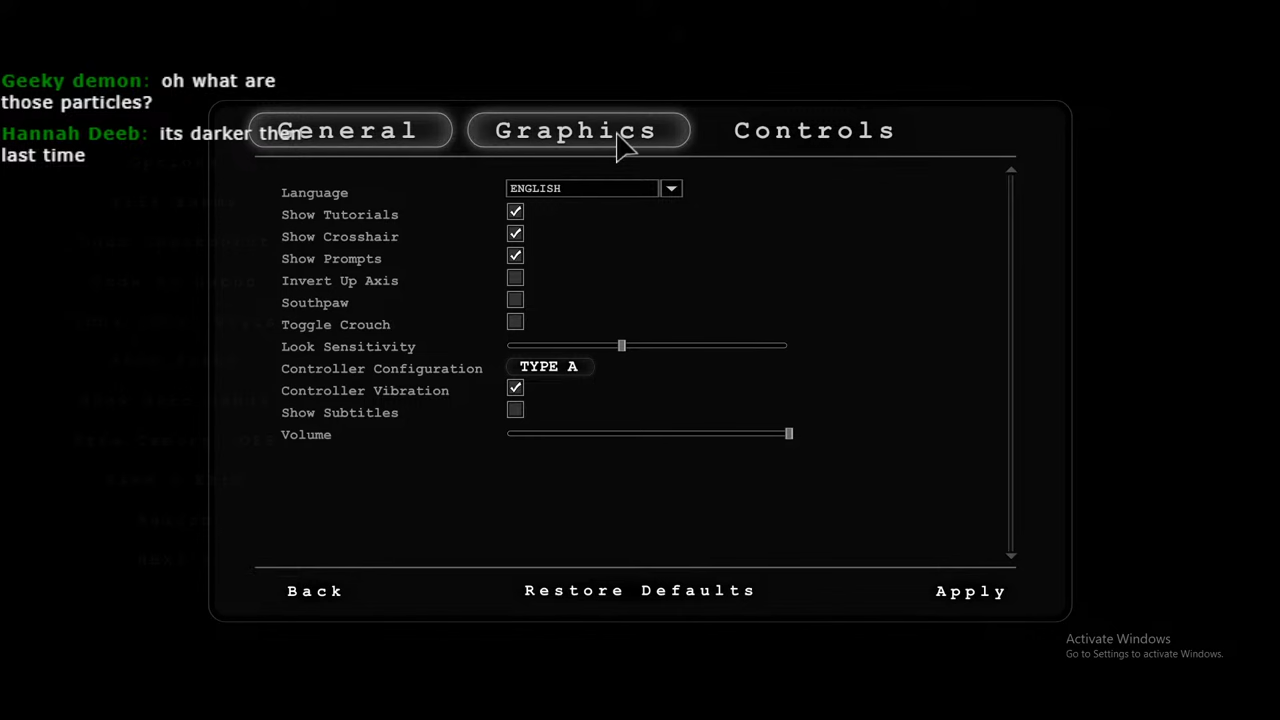 Geeky demon: oh what are
those particles?
Hannah Deeb: its darker then
last time
General
Graphics
Controls
Language
ENGLISH
Show Tutorials
Show Crosshair
Show Prompts
Invert Up Axis
Southpaw
Toggle Crouch
Look Sensitivity
Controller Configuration
TYPE A
Controller Vibration
Show Subtitles
Volume
Back
Restore Defaults
Apply
Activate Windows
Go to Settings to activate Windows.